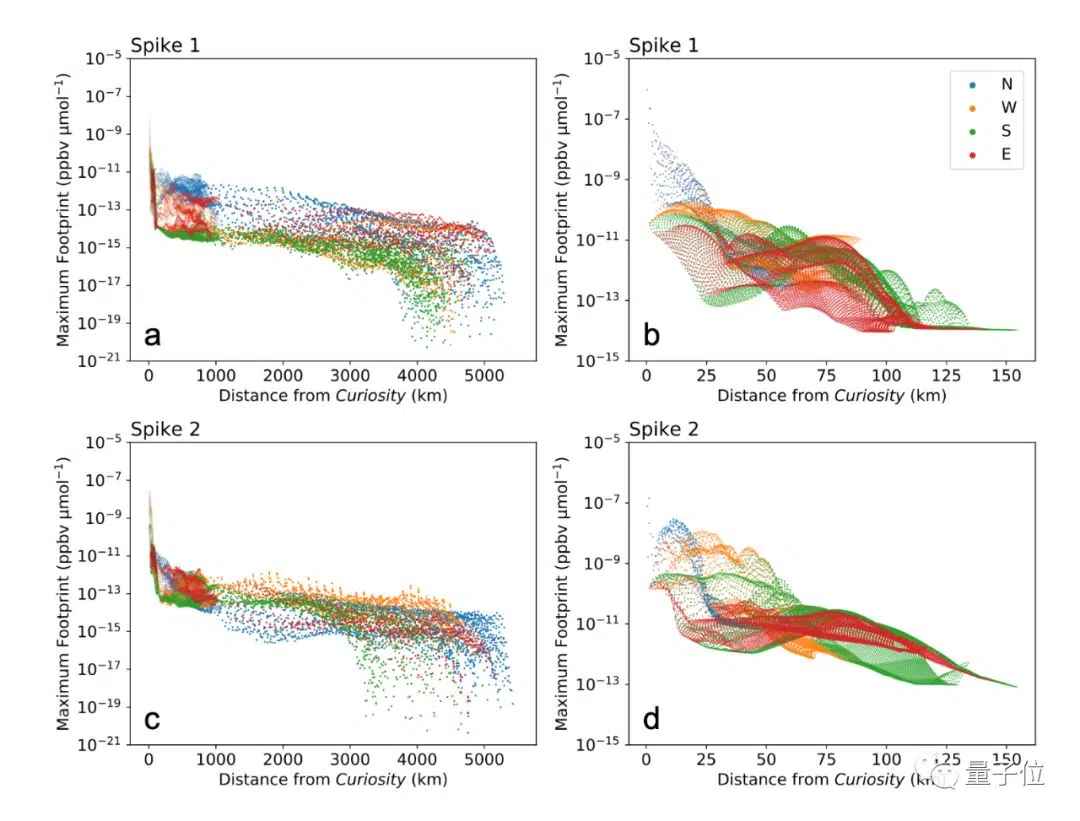 Spike 1
10⁻⁵
10⁻⁷
10⁻⁹
10⁻¹¹
10⁻¹³
10⁻¹⁵
10⁻¹⁷
10⁻¹⁹
10⁻²¹
Maximum Footprint (ppbv μmol⁻¹)
a
0 1000 2000 3000 4000 5000
Distance from Curiosity (km)
Spike 1
10⁻⁵
10⁻⁷
10⁻⁹
10⁻¹¹
10⁻¹³
10⁻¹⁵
Maximum Footprint (ppbv μmol⁻¹)
N
W
S
E
b
0 25 50 75 100 125 150
Distance from Curiosity (km)
Spike 2
10⁻⁵
10⁻⁷
10⁻⁹
10⁻¹¹
10⁻¹³
10⁻¹⁵
10⁻¹⁷
10⁻¹⁹
10⁻²¹
Maximum Footprint (ppbv μmol⁻¹)
c
0 1000 2000 3000 4000 5000
Distance from Curiosity (km)
Spike 2
10⁻⁵
10⁻⁷
10⁻⁹
10⁻¹¹
10⁻¹³
10⁻¹⁵
Maximum Footprint (ppbv μmol⁻¹)
d
0 25 50 75 100 125 150
Distance from Curiosity (km)
量子位